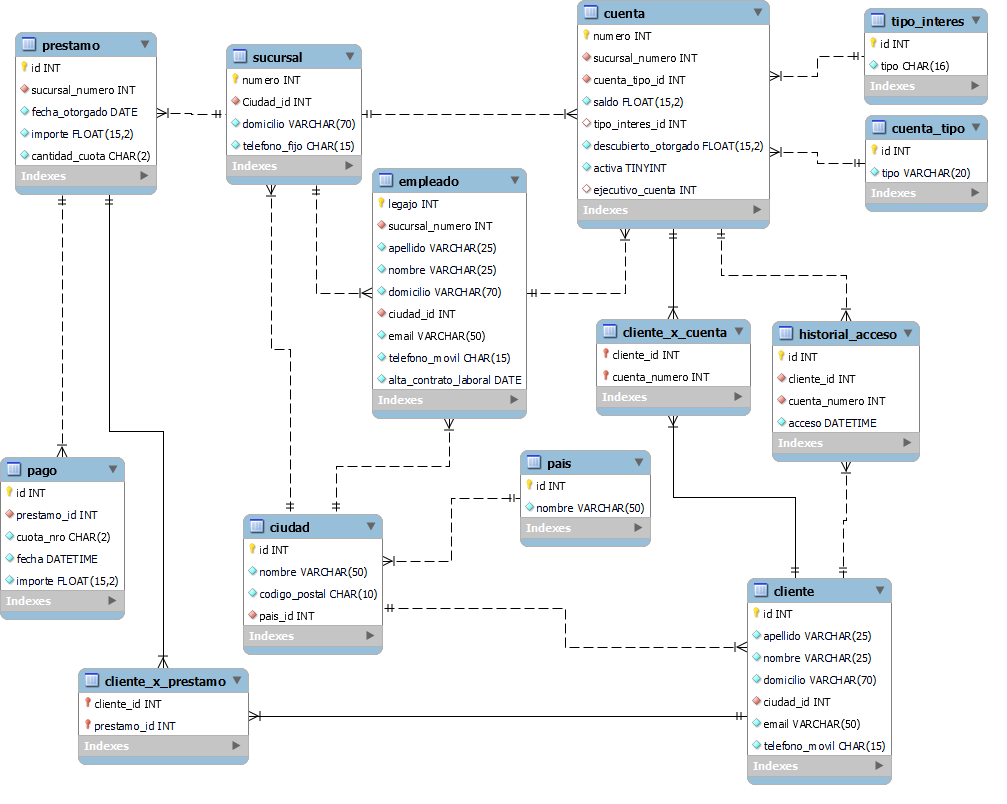 prestamo
id INT
sucursal_numero INT
fecha_otorgado DATE
importe FLOAT(15,2)
cantidad_cuota CHAR(2)
Indexes
sucursal
numero INT
Ciudad_id INT
domicilio VARCHAR(70)
telefono_fijo CHAR(15)
Indexes
cuenta
numero INT
sucursal_numero INT
cuenta_tipo_id INT
saldo FLOAT(15,2)
tipo_interes_id INT
descubierto_otorgado FLOAT(15,2)
activa TINYINT
ejecutivo_cuenta INT
Indexes
tipo_interes
id INT
tipo CHAR(16)
Indexes
cuenta_tipo
id INT
tipo VARCHAR(20)
Indexes
empleado
legajo INT
sucursal_numero INT
apellido VARCHAR(25)
nombre VARCHAR(25)
domicilio VARCHAR(70)
ciudad_id INT
email VARCHAR(50)
telefono_movil CHAR(15)
alta_contrato_laboral DATE
Indexes
cliente_x_cuenta
cliente_id INT
cuenta_numero INT
Indexes
historial_acceso
id INT
cliente_id INT
cuenta_numero INT
acceso DATETIME
Indexes
pago
id INT
prestamo_id INT
cuota_nro CHAR(2)
fecha DATETIME
importe FLOAT(15,2)
Indexes
pais
id INT
nombre VARCHAR(50)
Indexes
ciudad
id INT
nombre VARCHAR(50)
codigo_postal CHAR(10)
pais_id INT
Indexes
cliente
id INT
apellido VARCHAR(25)
nombre VARCHAR(25)
domicilio VARCHAR(70)
ciudad_id INT
email VARCHAR(50)
telefono_movil CHAR(15)
Indexes
cliente_x_prestamo
cliente_id INT
prestamo_id INT
Indexes